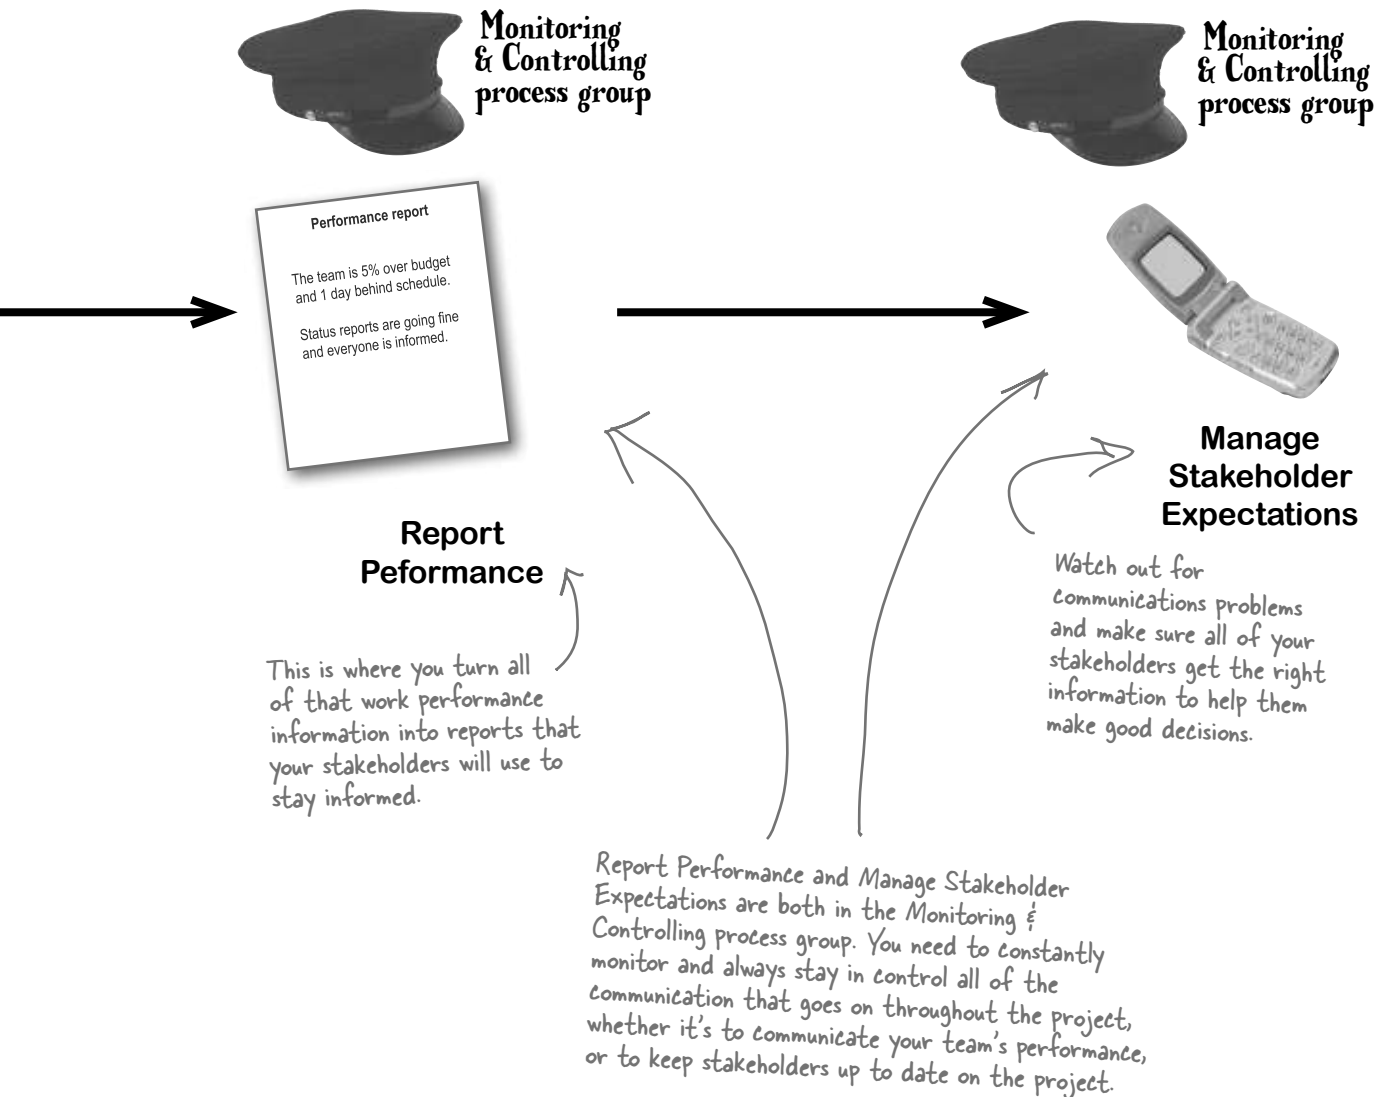 Monitoring
& Controlling
process group
Monitoring
& Controlling
process group
Performance report
The team is 5% over budget
and 1 day behind schedule.
Status reports are going fine
and everyone is informed.
Report
Peformance
This is where you turn all
of that work performance
information into reports that
your stakeholders will use to
stay informed.
Manage
Stakeholder
Expectations
Watch out for
communications problems
and make sure all of your
stakeholders get the right
information to help them
make good decisions.
Report Performance and Manage Stakeholder
Expectations are both in the Monitoring &
Controlling process group. You need to constantly
monitor and always stay in control all of the
communication that goes on throughout the project,
whether it's to communicate your team's performance,
or to keep stakeholders up to date on the project.